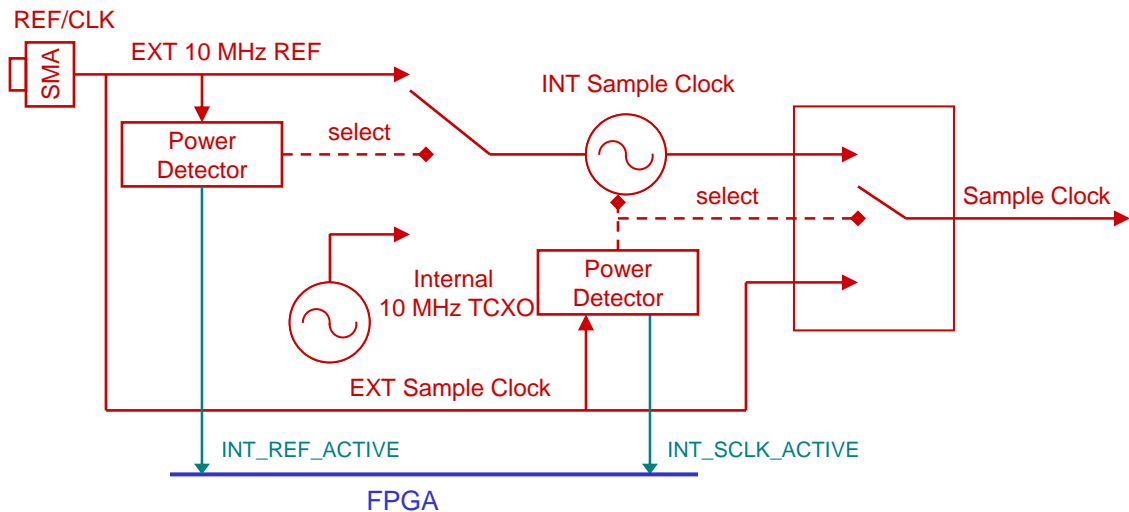 REF/CLK
SMA
EXT 10 MHz REF
INT Sample Clock
Power
Detector
select
select
Sample Clock
Internal
10 MHz TCXO
Power
Detector
EXT Sample Clock
INT_REF_ACTIVE
INT_SCLK_ACTIVE
FPGA